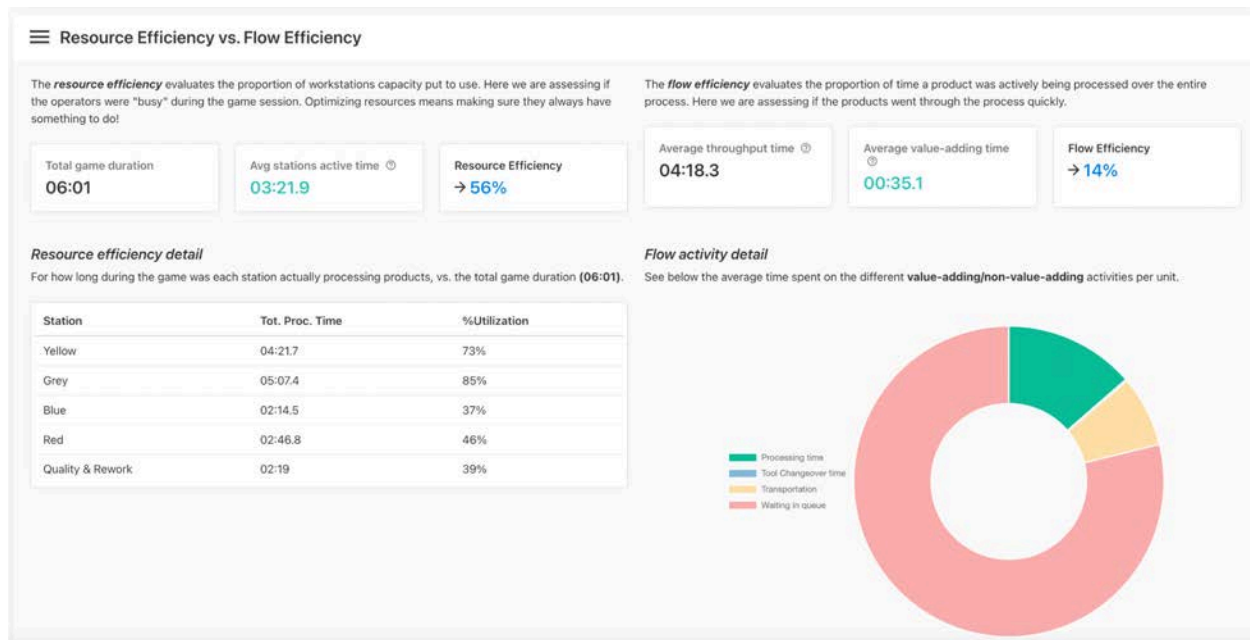 Resource Efficiency vs. Flow Efficiency
The resource efficiency evaluates the proportion of workstations capacity put to use. Here we are assessing if
the operators were "busy" during the game session. Optimizing resources means making sure they always have
something to do!
Total game duration
06:01
Avg stations active time
03:21.9
Resource Efficiency
→ 56%
Resource efficiency detail
For how long during the game was each station actually processing products, vs. the total game duration (06:01).
Station Tot. Proc. Time %Utilization
Yellow 04:21.7 73%
Grey 05:07.4 85%
Blue 02:14.5 37%
Red 02:46.8 46%
Quality & Rework 02:19 39%
The flow efficiency evaluates the proportion of time a product was actively being processed over the entire
process. Here we are assessing if the products went through the process quickly.
Average throughput time
04:18.3
Average value-adding time
00:35.1
Flow Efficiency
→ 14%
Flow activity detail
See below the average time spent on the different value-adding/non-value-adding activities per unit.
Processing time
Tool Changeover time
Transportation
Waiting in queue